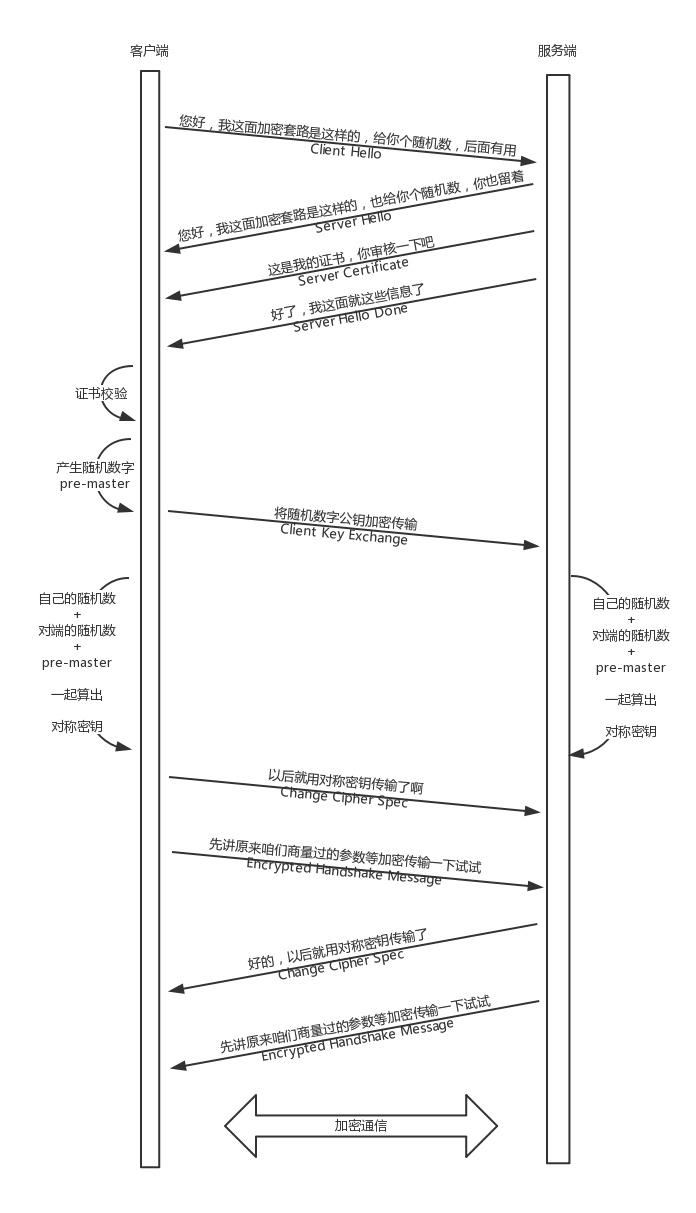 客户端
服务端
您好，我这面加密套路是这样的，给你个随机数，后面有用
Client Hello
您好，我这面加密套路是这样的，也给你个随机数，你也留着
Server Hello
这是我的证书，你审核一下吧
Server Certificate
好了，我这面就这些信息了
Server Hello Done
证书校验
产生随机数字
pre-master
将随机数字公钥加密传输
Client Key Exchange
自己的随机数
+
对端的随机数
+
pre-master
一起算出
对称密钥
自己的随机数
+
对端的随机数
+
pre-master
一起算出
对称密钥
以后就用对称密钥传输了啊
Change Cipher Spec
先讲原来咱们商量过的参数等加密传输一下试试
Encrypted Handshake Message
好的，以后就用对称密钥传输了
Change Cipher Spec
先讲原来咱们商量过的参数等加密传输一下试试
Encrypted Handshake Message
加密通信